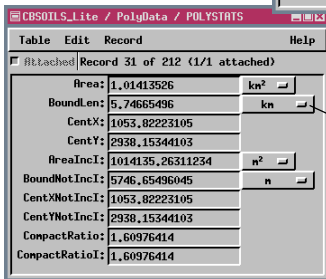 CBSOILS_Lite / PolyData / POLYSTATS
Table Edit Record Help
Attached Record 31 of 212 (1/1 attached)
Area: 1.01413526 km²
BoundLen: 5.74665496 km
CentX: 1053.82223105
CentY: 2938.15344103
AreaIncI: 1014135.26311234 m²
BoundNotIncI: 5746.65496045 m
CentXNotIncI: 1053.82223105
CentYNotIncI: 2938.15344103
CompactRatio: 1.60976414
CompactRatioI: 1.60976414